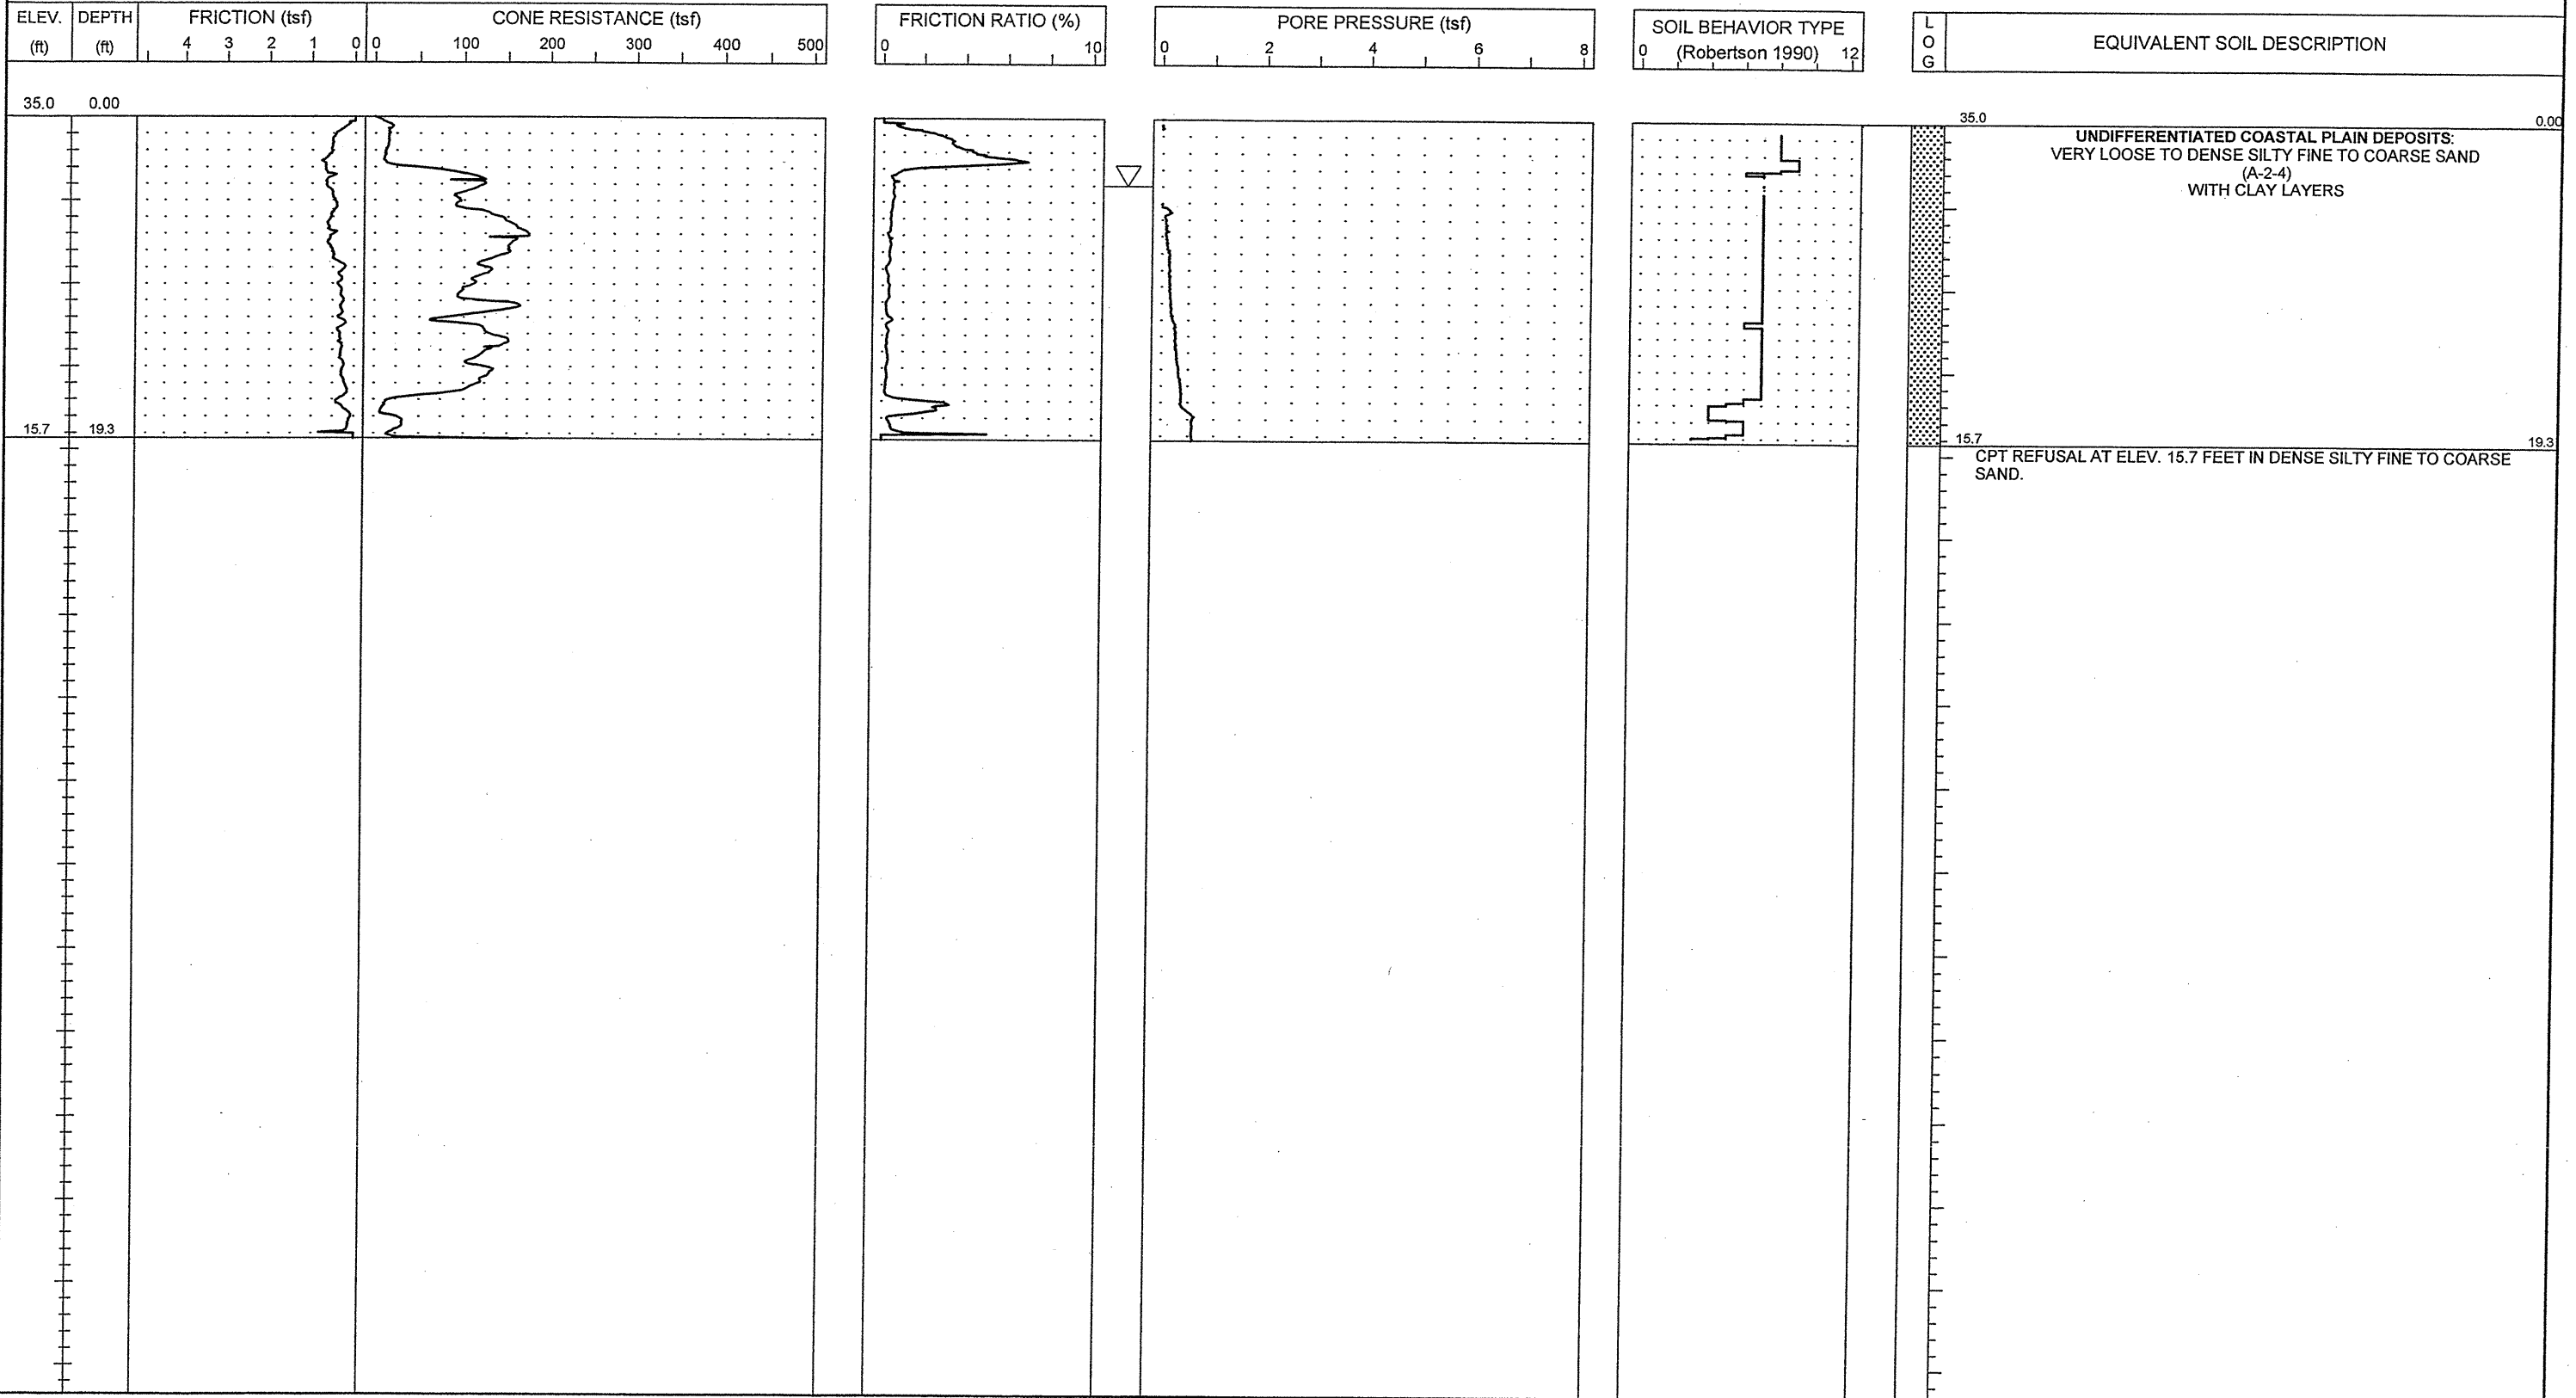 ELEV.
(ft)
DEPTH
(ft)
FRICTION (tsf)
4 3 2 1 0
CONE RESISTANCE (tsf)
0 100 200 300 400 500
FRICTION RATIO (%)
0 10
PORE PRESSURE (tsf)
0 2 4 6 8
SOIL BEHAVIOR TYPE
(Robertson 1990)
0 12
L
O
G
EQUIVALENT SOIL DESCRIPTION
35.0 0.00
35.0 0.00
UNDIFFERENTIATED COASTAL PLAIN DEPOSITS:
VERY LOOSE TO DENSE SILTY FINE TO COARSE SAND
(A-2-4)
WITH CLAY LAYERS
15.7 19.3
15.7 19.3
CPT REFUSAL AT ELEV. 15.7 FEET IN DENSE SILTY FINE TO COARSE
SAND.